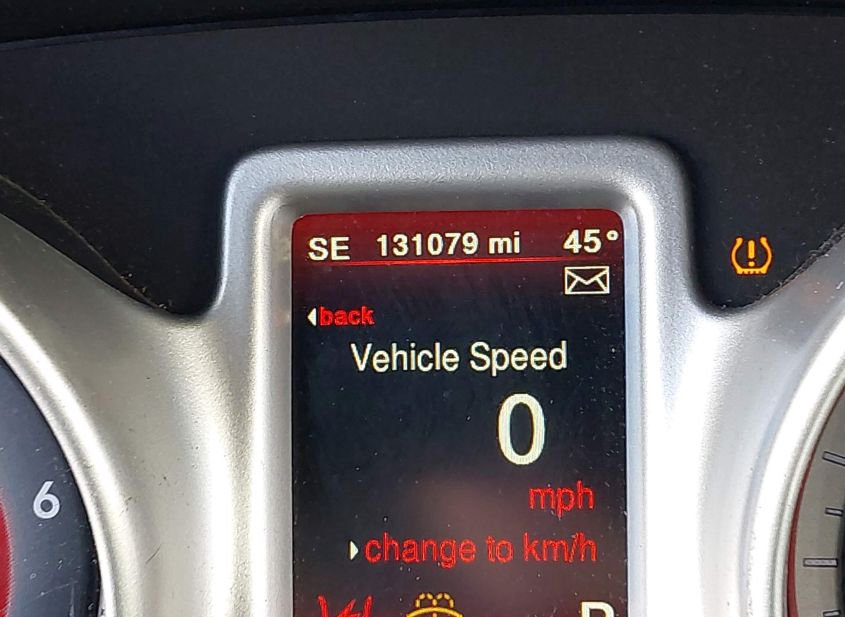 SE 131079 mi 45°
back
Vehicle Speed
0
mph
change to km/h
6